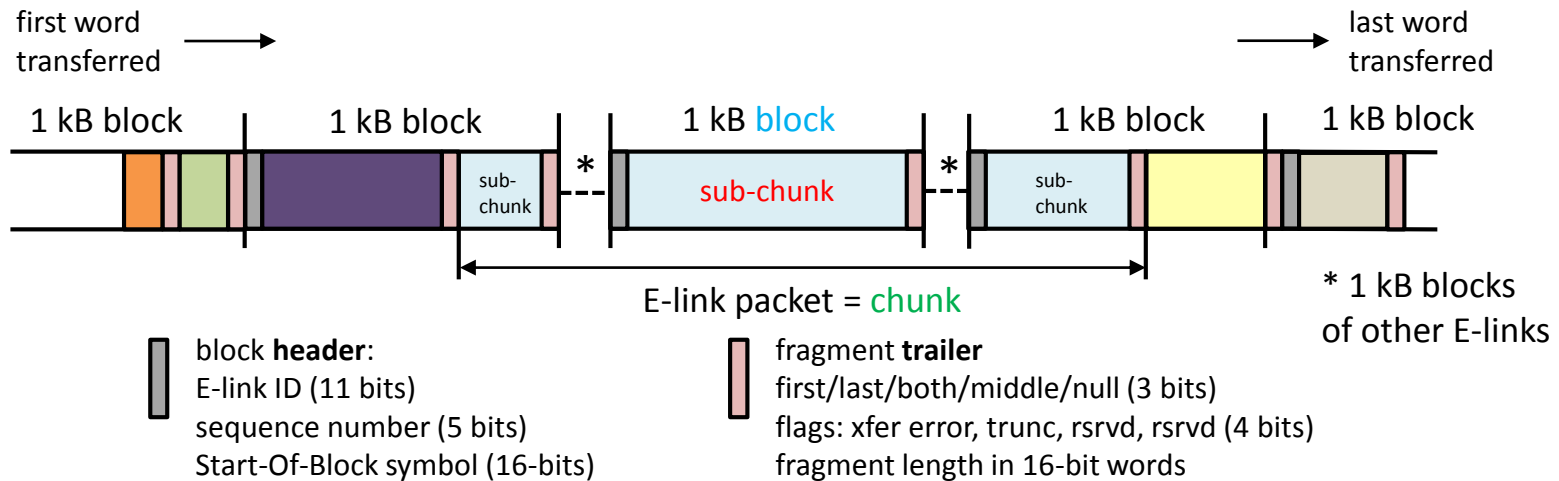 first word
transferred
last word
transferred
1 kB block
1 kB block
1 kB block
1 kB block
1 kB block
sub-
chunk
*
sub-chunk
*
sub-
chunk
E-link packet = chunk
* 1 kB blocks
of other E-links
block header:
E-link ID (11 bits)
sequence number (5 bits)
Start-Of-Block symbol (16-bits)
fragment trailer
first/last/both/middle/null (3 bits)
flags: xfer error, trunc, rsrvd, rsrvd (4 bits)
fragment length in 16-bit words